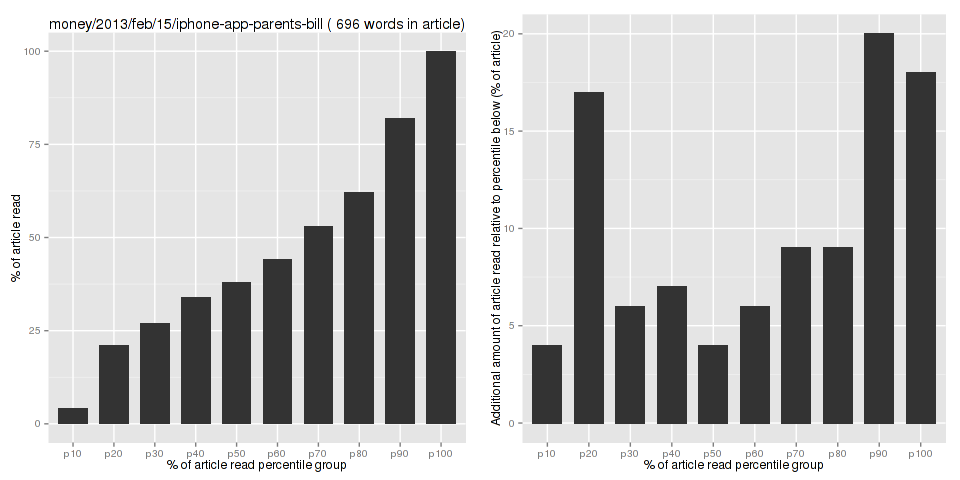 money/2013/feb/15/iphone-app-parents-bill ( 696 words in article)
% of article read
100
75
50
25
0
p10 p20 p30 p40 p50 p60 p70 p80 p90 p100
% of article read percentile group
Additional amount of article read relative to percentile below (% of article)
20
15
10
5
0
p10 p20 p30 p40 p50 p60 p70 p80 p90 p100
% of article read percentile group